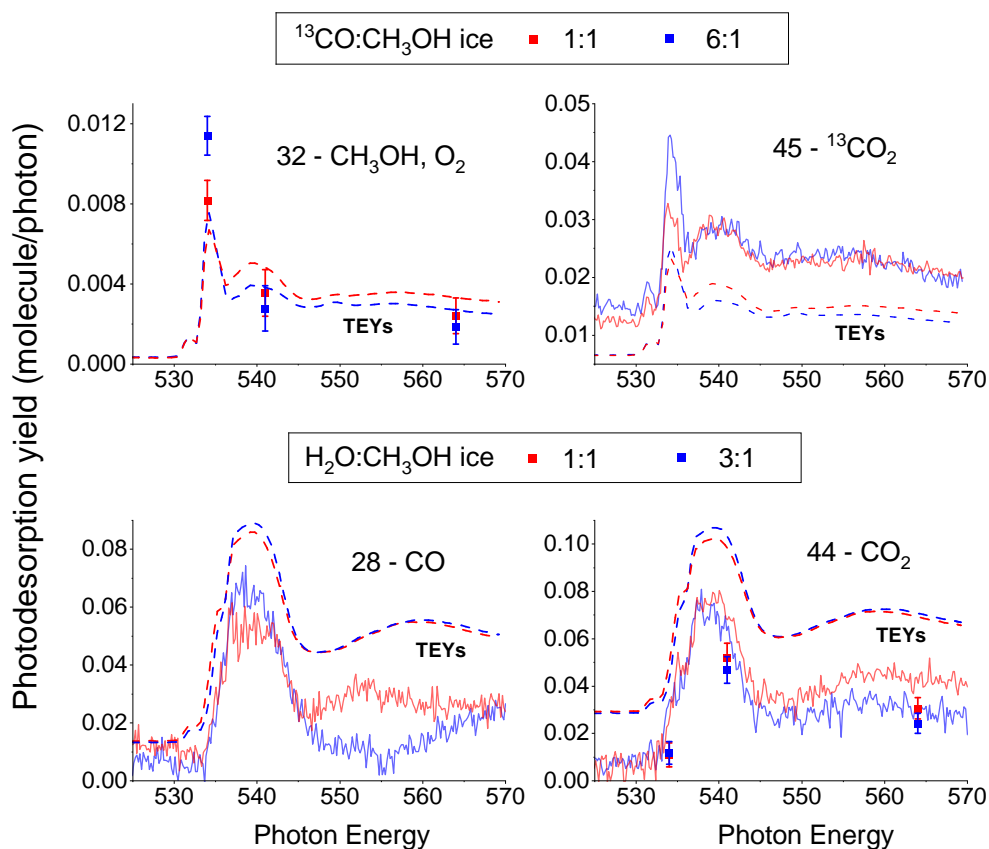 ¹³CO:CH₃OH ice 1:1 6:1
Photodesorption yield (molecule/photon)
32 - CH₃OH, O₂
TEYs
0.012
0.008
0.004
0.000
530 540 550 560 570
45 - ¹³CO₂
TEYs
0.05
0.04
0.03
0.02
0.01
530 540 550 560 570
H₂O:CH₃OH ice 1:1 3:1
28 - CO
TEYs
0.08
0.06
0.04
0.02
0.00
530 540 550 560 570
Photon Energy
44 - CO₂
TEYs
0.10
0.08
0.06
0.04
0.02
0.00
530 540 550 560 570
Photon Energy